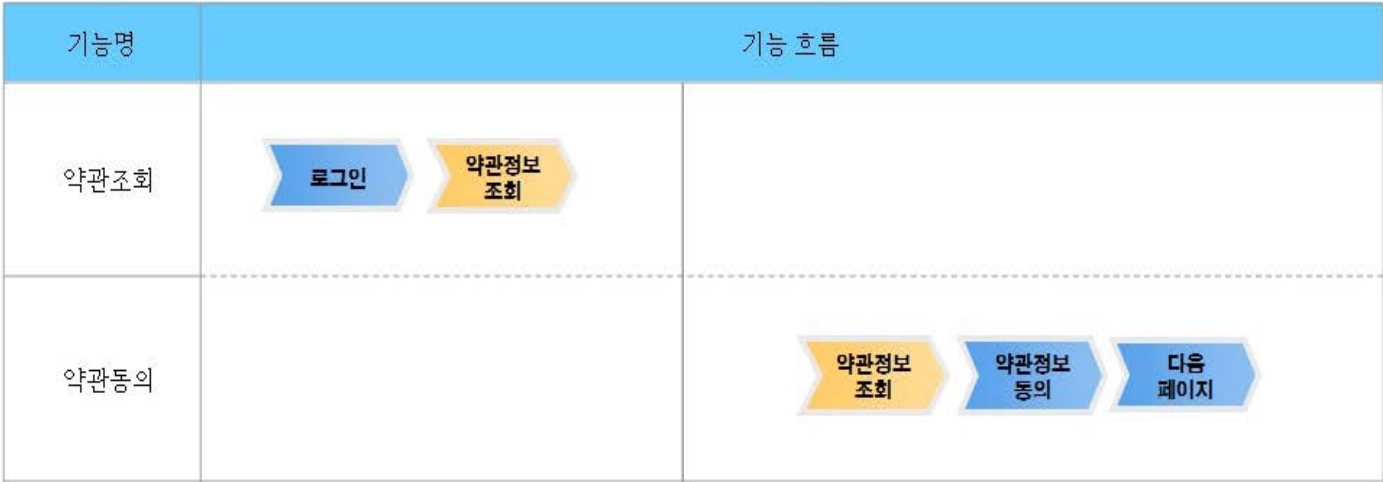 기능명
기능 흐름
약관조회
로그인
약관정보
조회
약관동의
약관정보
조회
약관정보
동의
다음
페이지